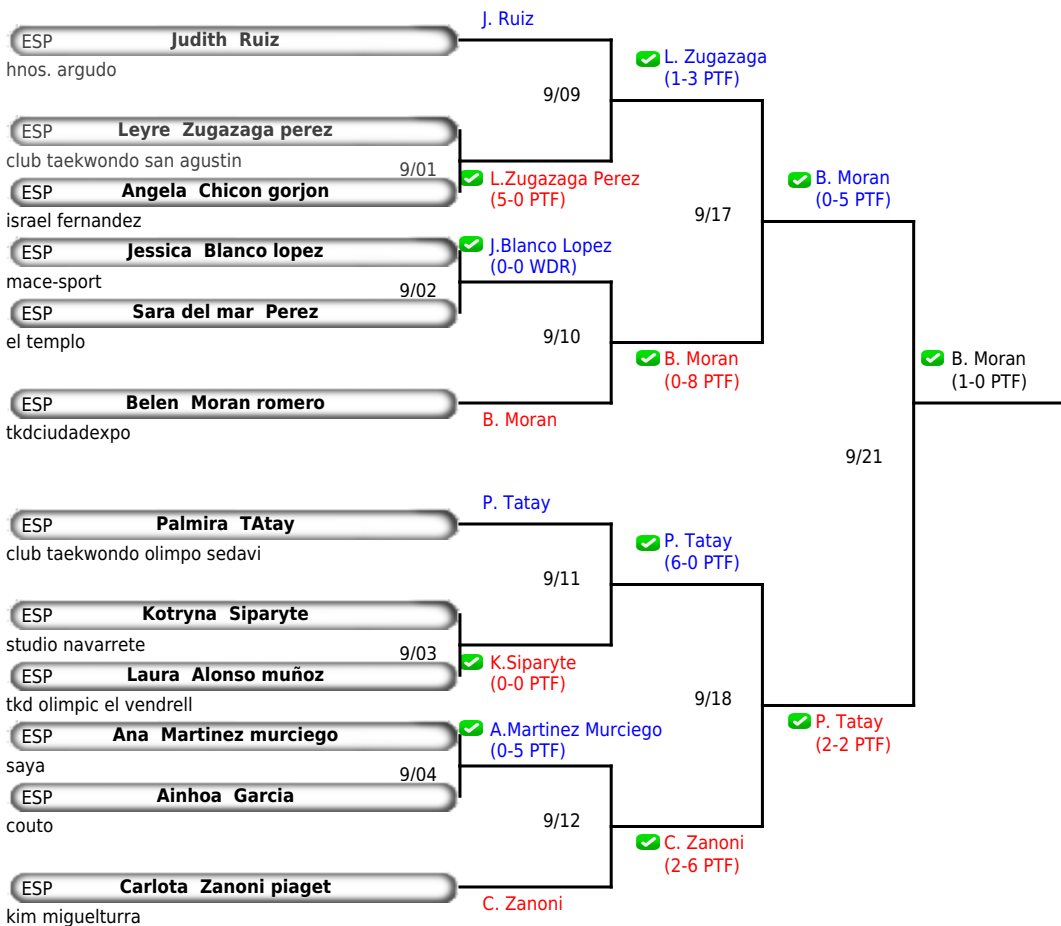 J. Ruiz
ESP Judith Ruiz
hnos. argudo
L. Zugazaga
(1-3 PTF)
9/09
ESP Leyre Zugazaga perez
club taekwondo san agustin
9/01
ESP Angela Chicon gorjon
L.Zugazaga Perez
(5-0 PTF)
israel fernandez
B. Moran
(0-5 PTF)
9/17
ESP Jessica Blanco lopez
J.Blanco Lopez
(0-0 WDR)
mace-sport
9/02
ESP Sara del mar Perez
el templo
9/10
B. Moran
(0-8 PTF)
B. Moran
(1-0 PTF)
ESP Belen Moran romero
B. Moran
tkdciudadexpo
9/21
P. Tatay
ESP Palmira TAtay
club taekwondo olimpo sedavi
P. Tatay
(6-0 PTF)
9/11
ESP Kotryna Siparyte
studio navarrete
9/03
ESP Laura Alonso muñoz
K.Siparyte
(0-0 PTF)
tkd olimpic el vendrell
9/18
P. Tatay
(2-2 PTF)
ESP Ana Martinez murciego
A.Martinez Murciego
(0-5 PTF)
saya
9/04
ESP Ainhoa Garcia
couto
9/12
C. Zanoni
(2-6 PTF)
ESP Carlota Zanoni piaget
C. Zanoni
kim miguelturra